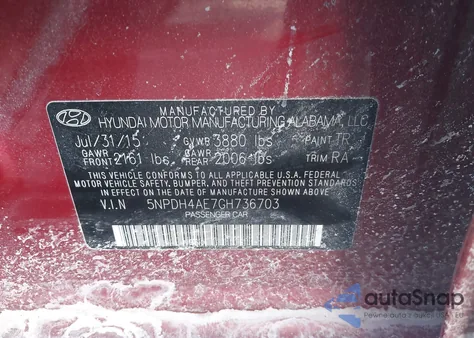 MANUFACTURED BY
HYUNDAI MOTOR MANUFACTURING ALABAMA, LLC
Jul/31/15 GVWR 3880 lbs PAINT TR
GAWR FRONT 2161 lbs GAWR REAR 2006 lbs TRIM RA
THIS VEHICLE CONFORMS TO ALL APPLICABLE U.S.A. FEDERAL
MOTOR VEHICLE SAFETY, BUMPER, AND THEFT PREVENTION STANDARDS
IN EFFECT ON THE DATE OF MANUFACTURE SHOWN ABOVE.
V.I.N 5NPDH4AE7GH736703
PASSENGER CAR
autoSnap